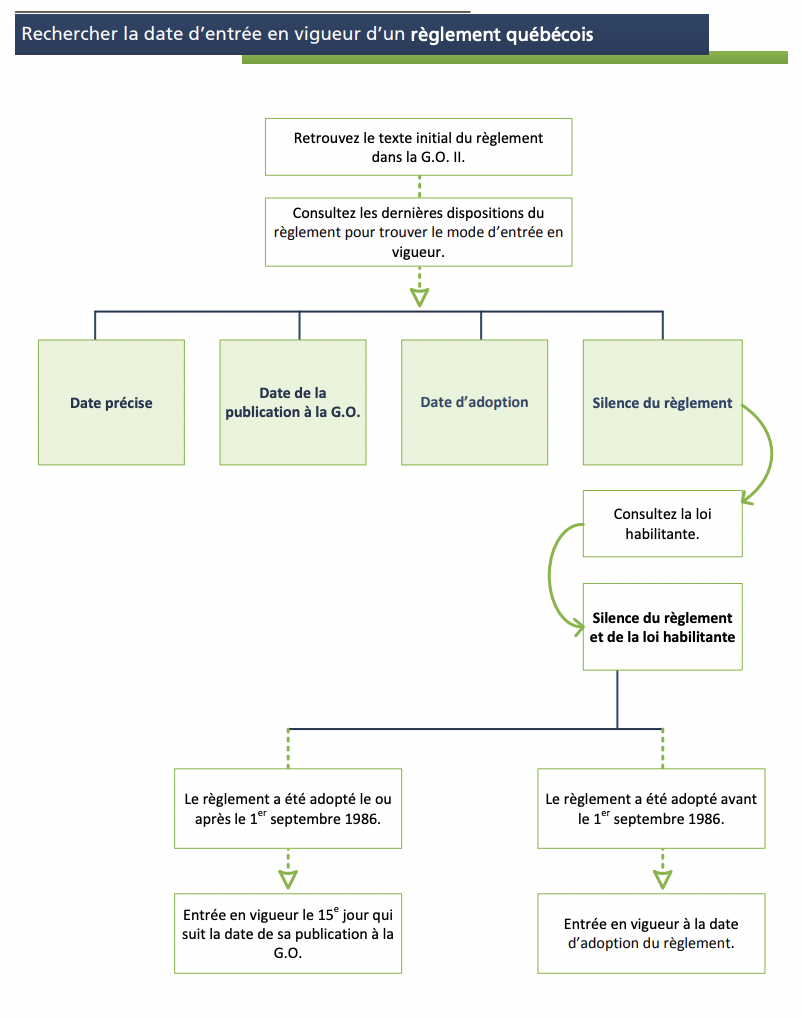 Rechercher la date d’entrée en vigueur d’un règlement québécois
Retrouvez le texte initial du règlement
dans la G.O. II.
Consultez les dernières dispositions du
règlement pour trouver le mode d’entrée en
vigueur.
Date précise
Date de la
publication à la G.O.
Date d’adoption
Silence du règlement
Consultez la loi
habilitante.
Silence du règlement
et de la loi habilitante
Le règlement a été adopté le ou
après le 1er septembre 1986.
Le règlement a été adopté avant
le 1er septembre 1986.
Entrée en vigueur le 15e jour qui
suit la date de sa publication à la
G.O.
Entrée en vigueur à la date
d’adoption du règlement.